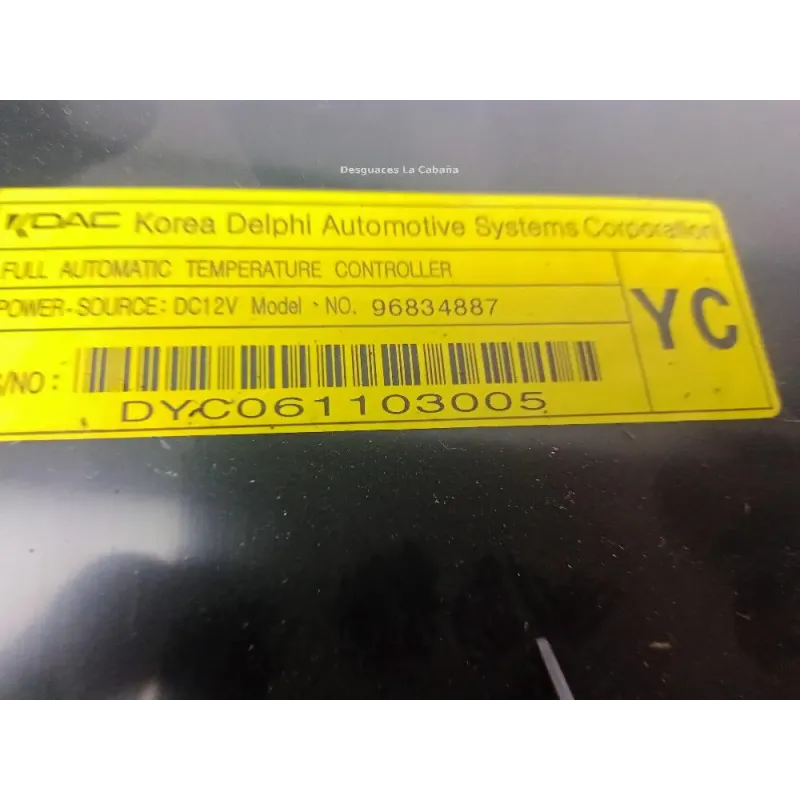 Desguaces La Cabaña
KDAC Korea Delphi Automotive Systems Corporation
FULL AUTOMATIC TEMPERATURE CONTROLLER
POWER-SOURCE: DC12V Model · NO. 96834887
YC
/NO :
DYC061103005